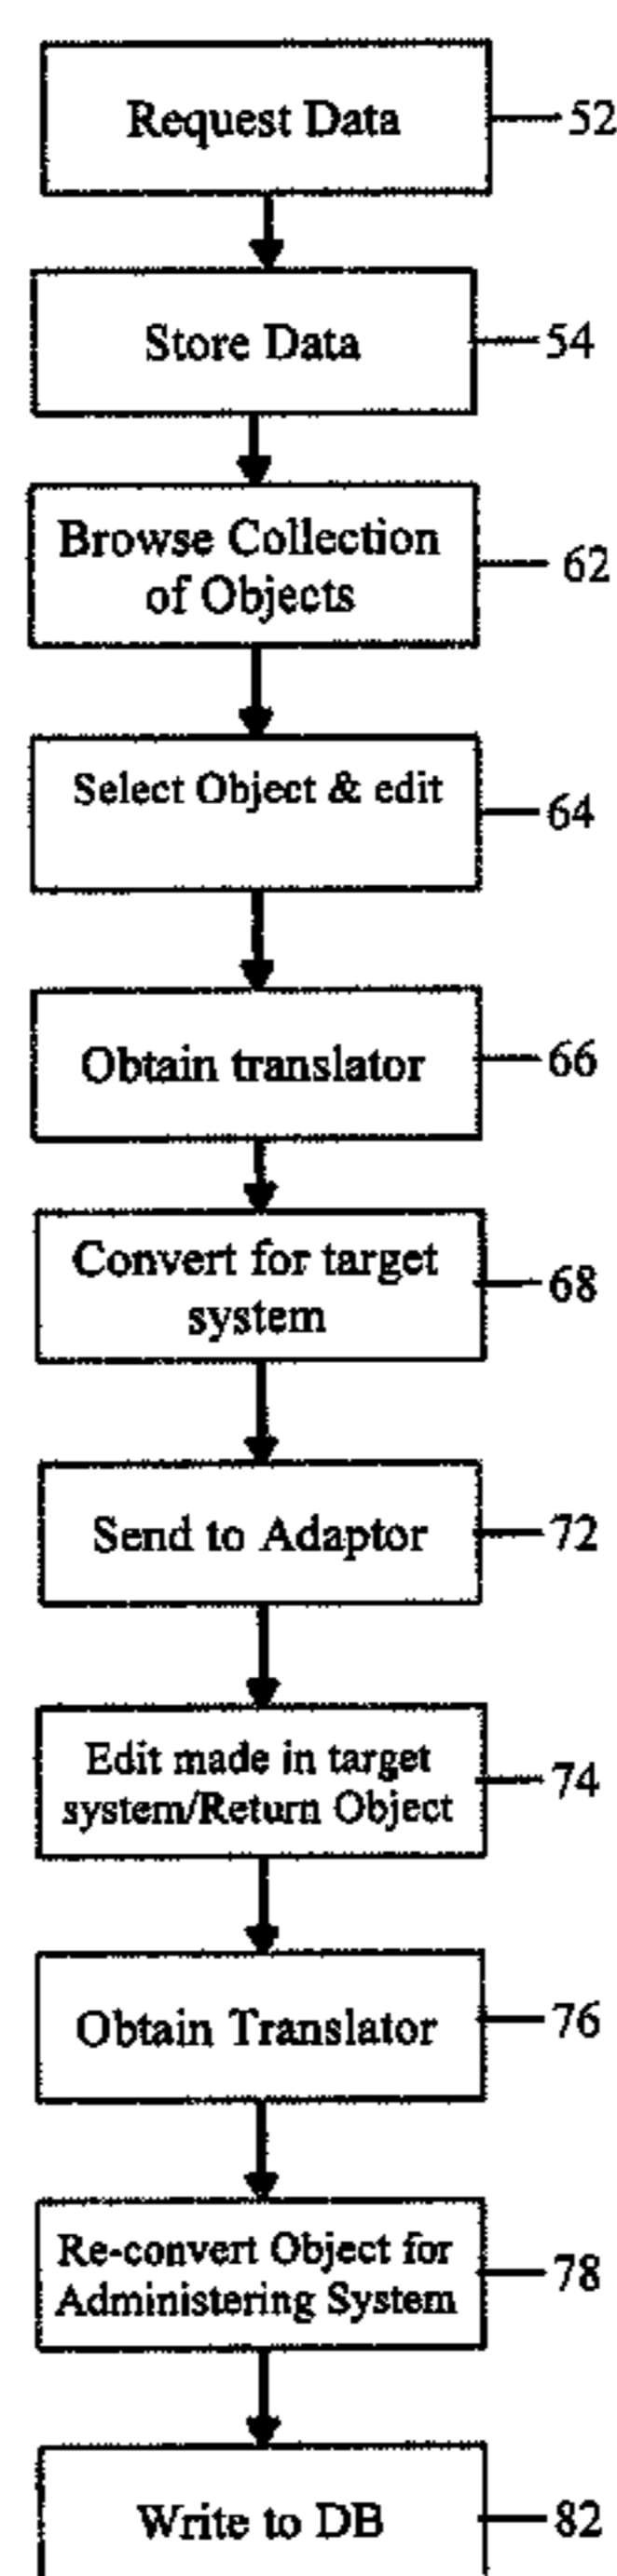 Request Data
52
Store Data
54
Browse Collection
of Objects
62
Select Object & edit
64
Obtain translator
66
Convert for target
system
68
Send to Adaptor
72
Edit made in target
system/Return Object
74
Obtain Translator
76
Re-convert Object for
Administering System
78
Write to DB
82